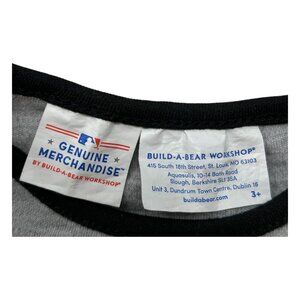 GENUINE
MERCHANDISE™
BY BUILD-A-BEAR WORKSHOP®
BUILD-A-BEAR WORKSHOP®
415 South 18th Street, St. Louis, MO 63103
Aquasulis, 10-14 Bath Road
Slough, Berkshire SL1 3SA
Unit 3, Dundrum Town Centre, Dublin 16
buildabear.com
3+